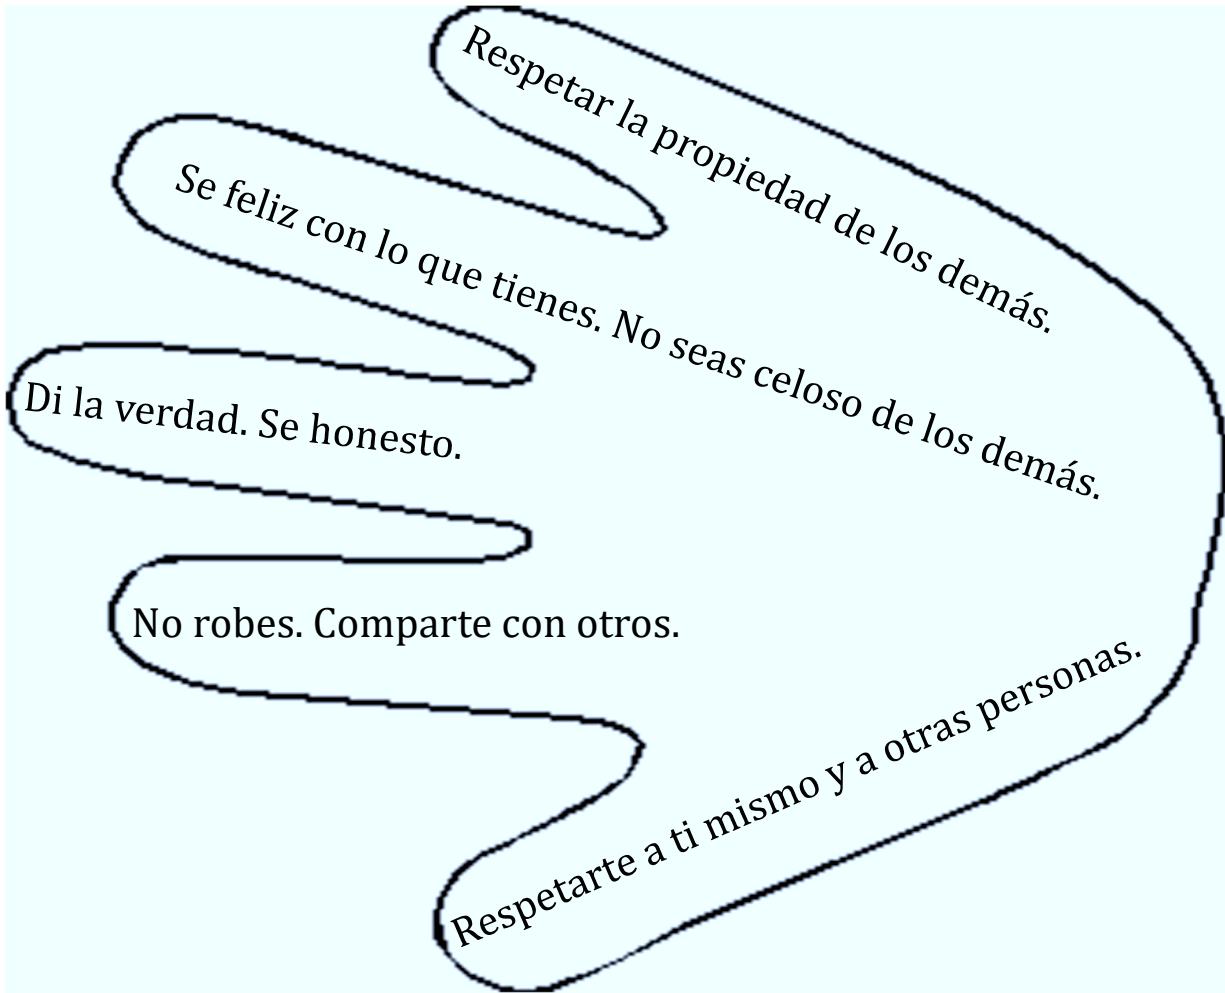 Respetar la propiedad de los demás.
Se feliz con lo que tienes. No seas celoso de los demás.
Di la verdad. Se honesto.
No robes. Comparte con otros.
Respetarte a ti mismo y a otras personas.